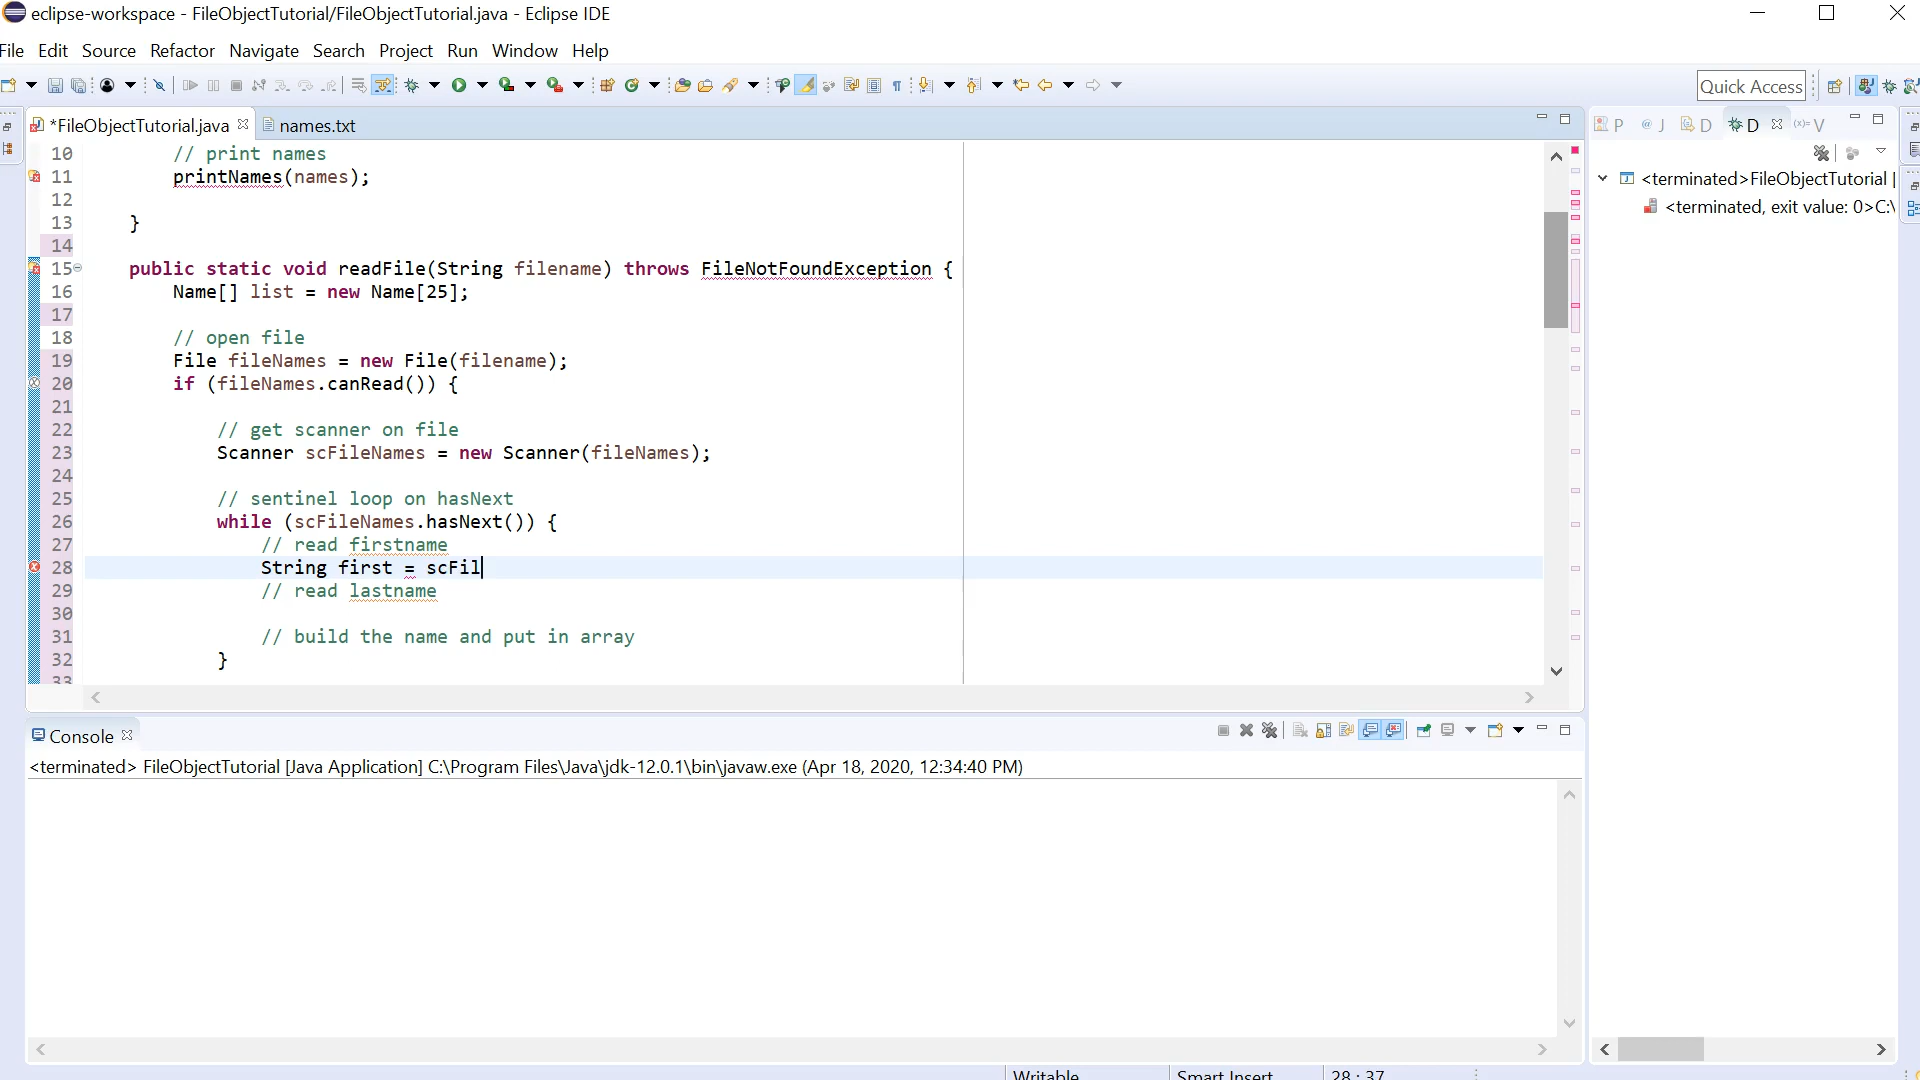 eclipse-workspace - FileObjectTutorial/FileObjectTutorial.java - Eclipse IDE
File Edit Source Refactor Navigate Search Project Run Window Help
Quick Access
*FileObjectTutorial.java names.txt
P @ J D D (x)= V
10 // print names
11 printNames(names);
12
13 }
14
15 public static void readFile(String filename) throws FileNotFoundException {
16 Name[] list = new Name[25];
17
18 // open file
19 File fileNames = new File(filename);
20 if (fileNames.canRead()) {
21
22 // get scanner on file
23 Scanner scFileNames = new Scanner(fileNames);
24
25 // sentinel loop on hasNext
26 while (scFileNames.hasNext()) {
27 // read firstname
28 String first = scFil
29 // read lastname
30
31 // build the name and put in array
32 }
33
<terminated>FileObjectTutorial
<terminated, exit value: 0>C:\
Console
<terminated> FileObjectTutorial [Java Application] C:\Program Files\Java\jdk-12.0.1\bin\javaw.exe (Apr 18, 2020, 12:34:40 PM)
Writable Smart Insert 28 : 37